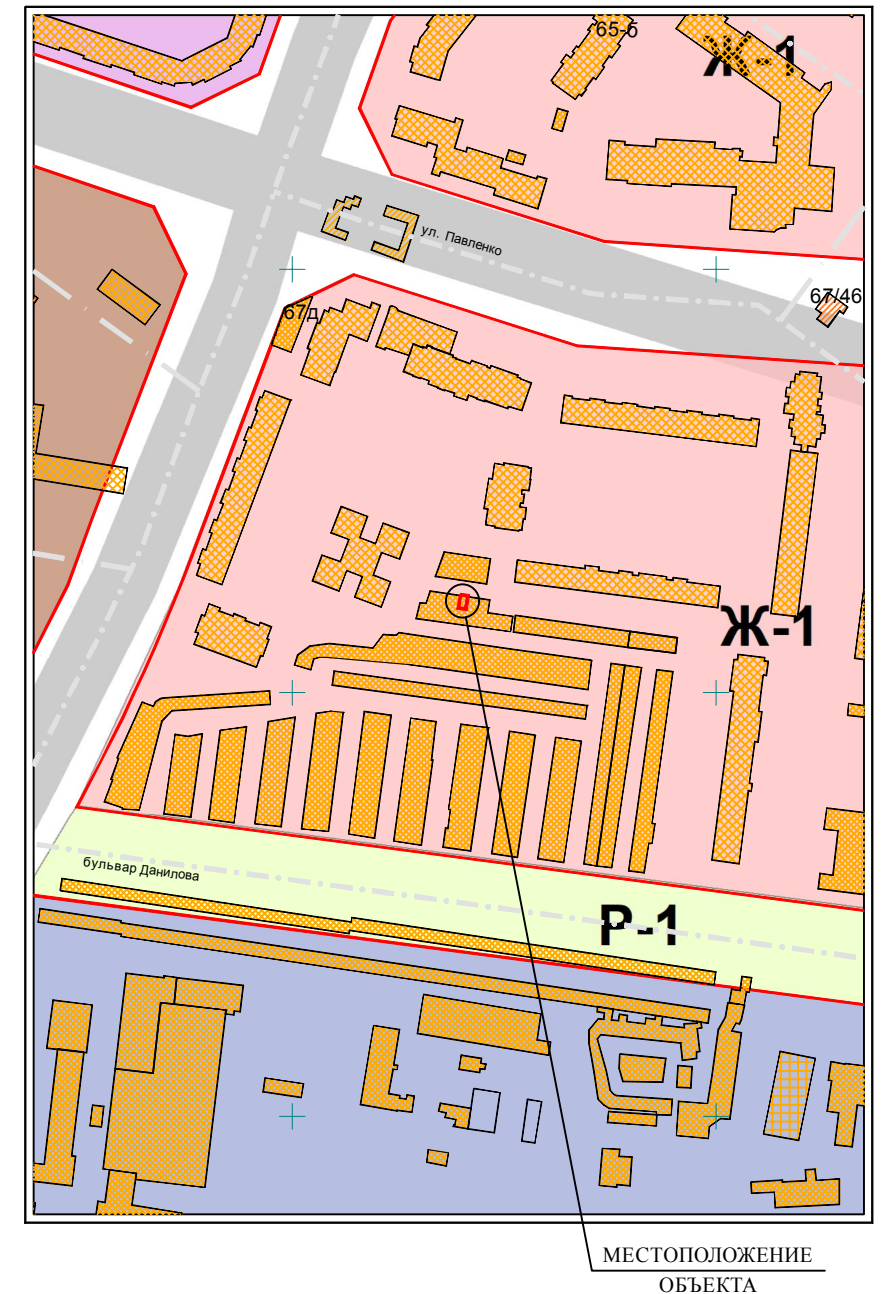 65-б
Ж-1
ул. Павленко
67/46
67д
Ж-1
бульвар Данилова
Р-1
МЕСТОПОЛОЖЕНИЕ
ОБЪЕКТА